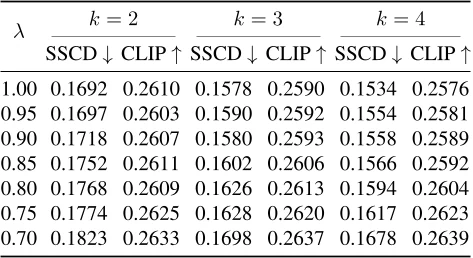 λ k = 2 k = 3 k = 4
SSCD ↓ CLIP ↑ SSCD ↓ CLIP ↑ SSCD ↓ CLIP ↑
1.00 0.1692 0.2610 0.1578 0.2590 0.1534 0.2576
0.95 0.1697 0.2603 0.1590 0.2592 0.1554 0.2581
0.90 0.1718 0.2607 0.1580 0.2593 0.1558 0.2589
0.85 0.1752 0.2611 0.1602 0.2606 0.1566 0.2592
0.80 0.1768 0.2609 0.1626 0.2613 0.1594 0.2604
0.75 0.1774 0.2625 0.1628 0.2620 0.1617 0.2623
0.70 0.1823 0.2633 0.1698 0.2637 0.1678 0.2639